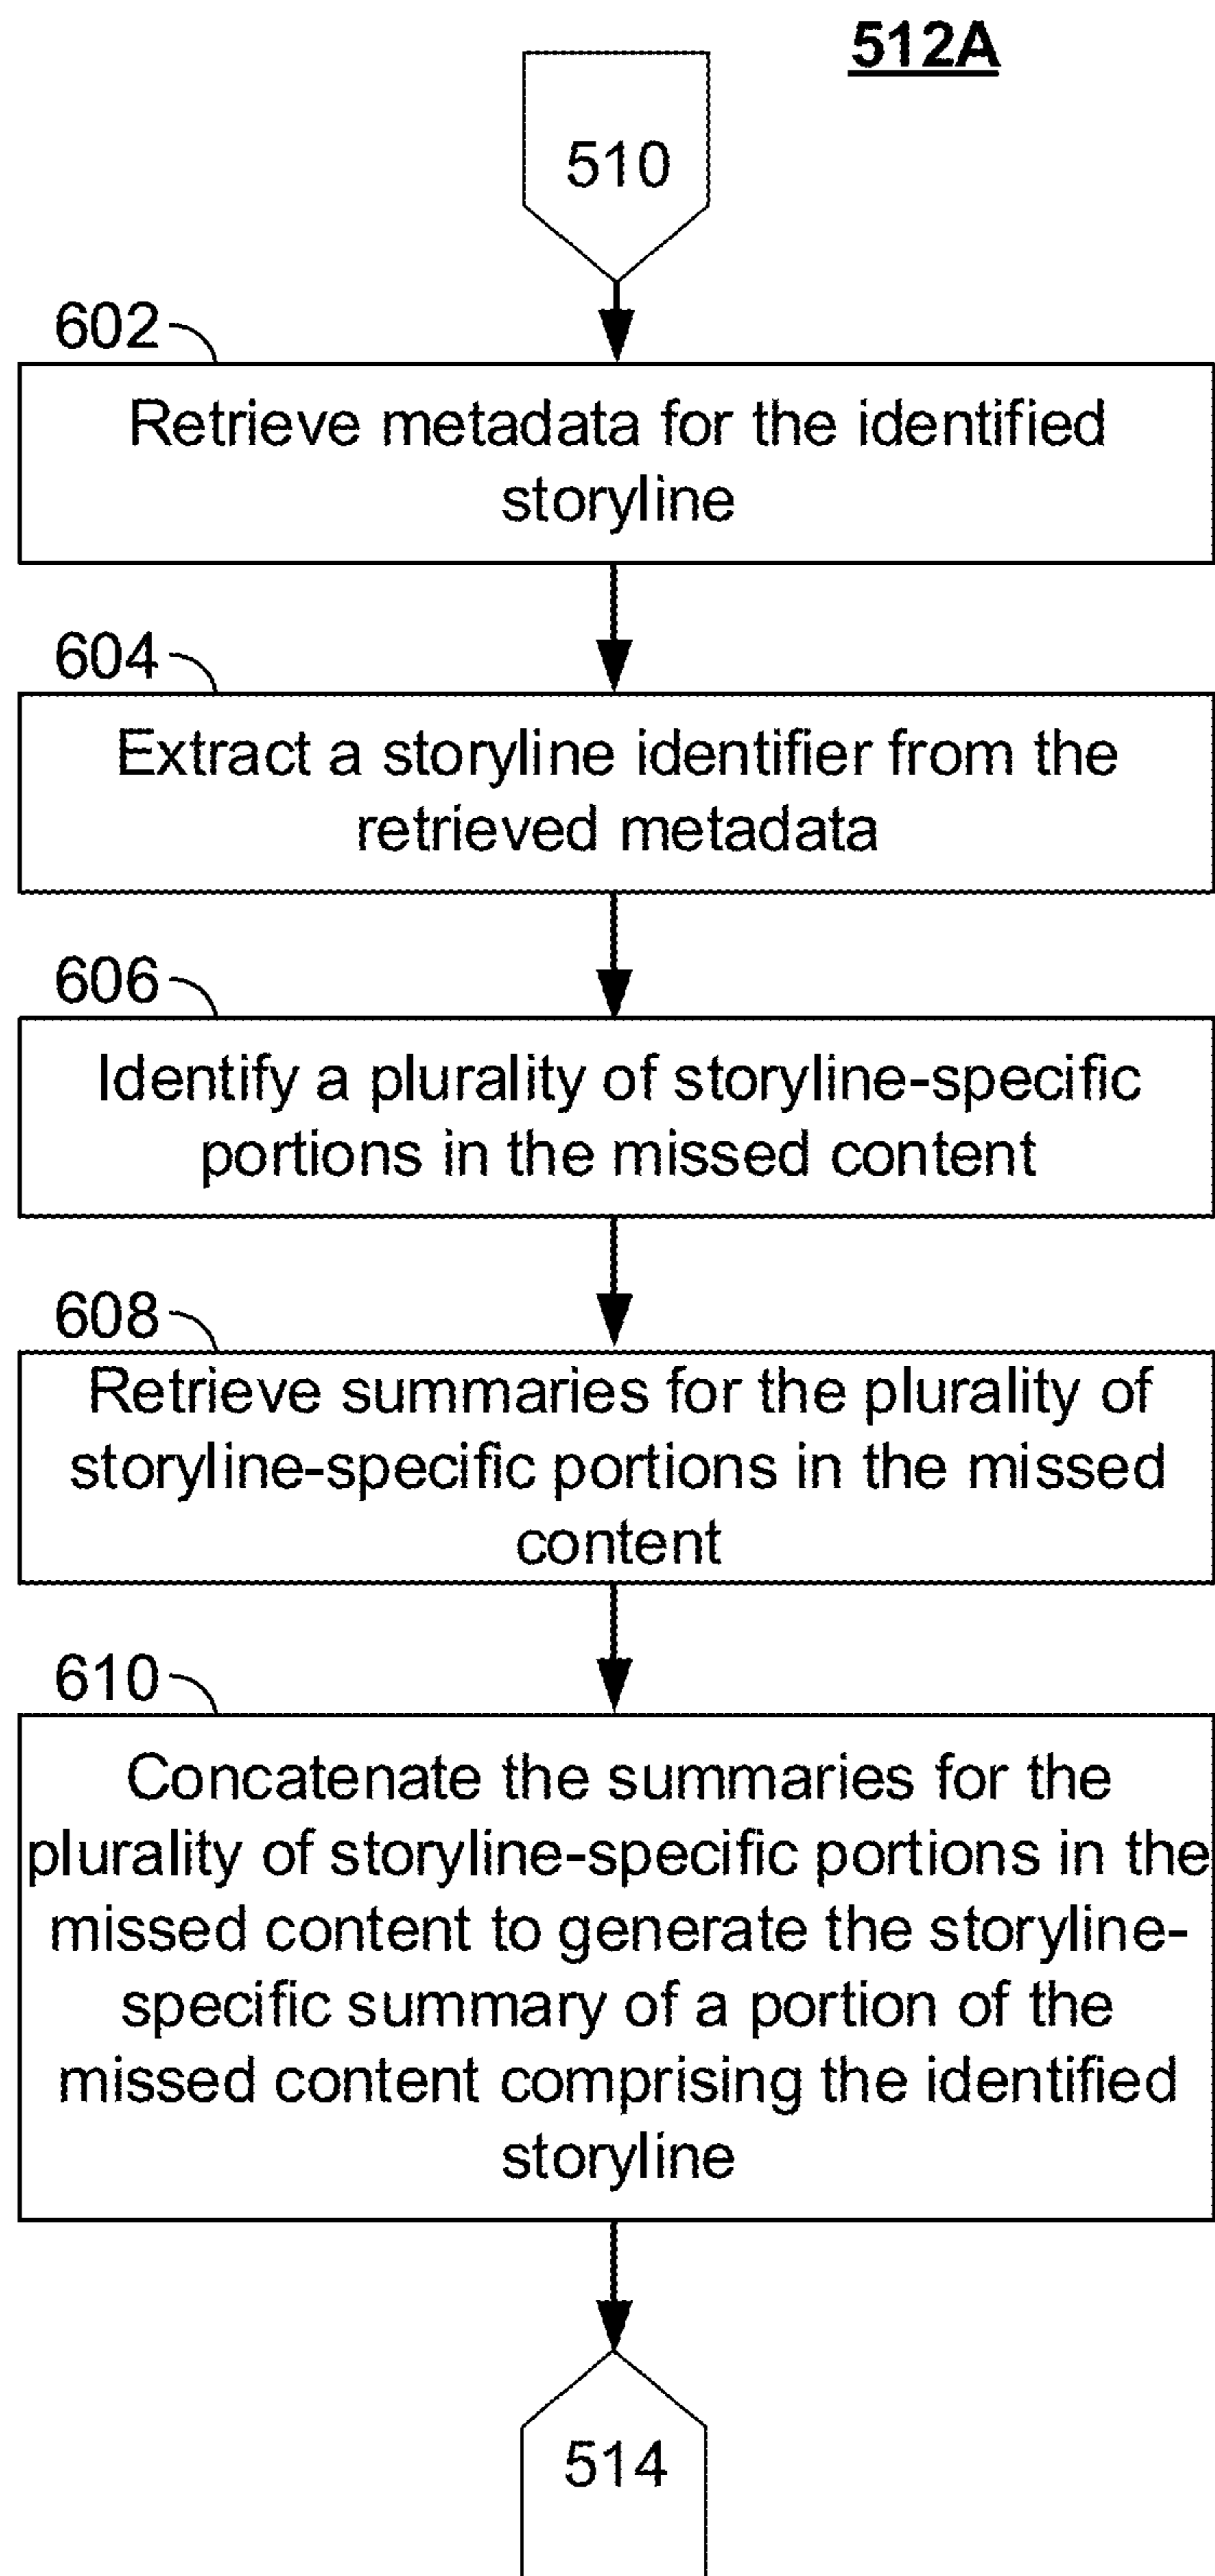 512A
510
602
Retrieve metadata for the identified
storyline
604
Extract a storyline identifier from the
retrieved metadata
606
Identify a plurality of storyline-specific
portions in the missed content
608
Retrieve summaries for the plurality of
storyline-specific portions in the missed
content
610
Concatenate the summaries for the
plurality of storyline-specific portions in the
missed content to generate the storyline-
specific summary of a portion of the
missed content comprising the identified
storyline
514